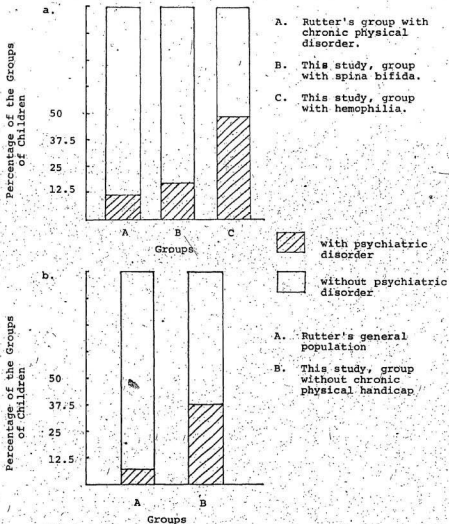 a.
Percentage of the Groups
of Children
50
37.5
25
12.5
A B C
Groups
A. Rutter's group with
chronic physical
disorder.
B. This study, group
with spina bifida.
C. This study, group
with hemophilia.
with psychiatric
disorder
without psychiatric
disorder
b.
Percentage of the Groups
of Children
50
37.5
25
12.5
A B
Groups
A. Rutter's general
population
B. This study, group
without chronic
physical handicap